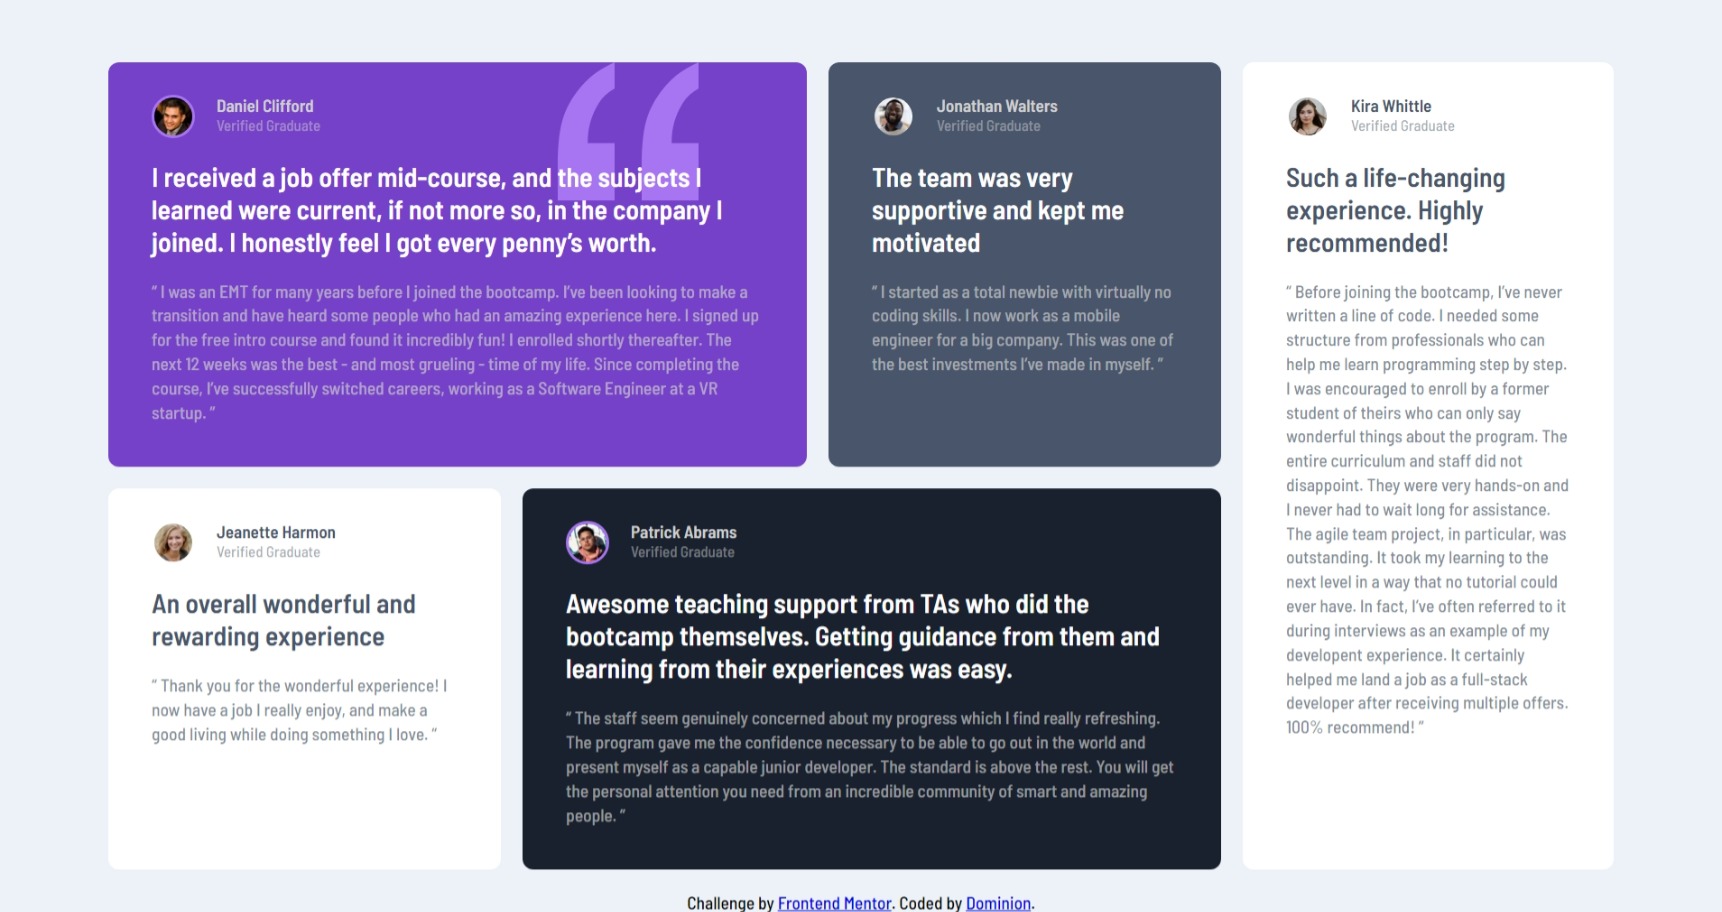 Daniel Clifford
Verified Graduate
I received a job offer mid-course, and the subjects I
learned were current, if not more so, in the company I
joined. I honestly feel I got every penny’s worth.
“ I was an EMT for many years before I joined the bootcamp. I’ve been looking to make a
transition and have heard some people who had an amazing experience here. I signed up
for the free intro course and found it incredibly fun! I enrolled shortly thereafter. The
next 12 weeks was the best - and most grueling - time of my life. Since completing the
course, I’ve successfully switched careers, working as a Software Engineer at a VR
startup. ”
Jonathan Walters
Verified Graduate
The team was very
supportive and kept me
motivated
“ I started as a total newbie with virtually no
coding skills. I now work as a mobile
engineer for a big company. This was one of
the best investments I’ve made in myself. ”
Kira Whittle
Verified Graduate
Such a life-changing
experience. Highly
recommended!
“ Before joining the bootcamp, I’ve never
written a line of code. I needed some
structure from professionals who can
help me learn programming step by step.
I was encouraged to enroll by a former
student of theirs who can only say
wonderful things about the program. The
entire curriculum and staff did not
disappoint. They were very hands-on and
I never had to wait long for assistance.
The agile team project, in particular, was
outstanding. It took my learning to the
next level in a way that no tutorial could
ever have. In fact, I’ve often referred to it
during interviews as an example of my
developent experience. It certainly
helped me land a job as a full-stack
developer after receiving multiple offers.
100% recommend! ”
Jeanette Harmon
Verified Graduate
An overall wonderful and
rewarding experience
“ Thank you for the wonderful experience! I
now have a job I really enjoy, and make a
good living while doing something I love. ”
Patrick Abrams
Verified Graduate
Awesome teaching support from TAs who did the
bootcamp themselves. Getting guidance from them and
learning from their experiences was easy.
“ The staff seem genuinely concerned about my progress which I find really refreshing.
The program gave me the confidence necessary to be able to go out in the world and
present myself as a capable junior developer. The standard is above the rest. You will get
the personal attention you need from an incredible community of smart and amazing
people. ”
Challenge by Frontend Mentor. Coded by Dominion.